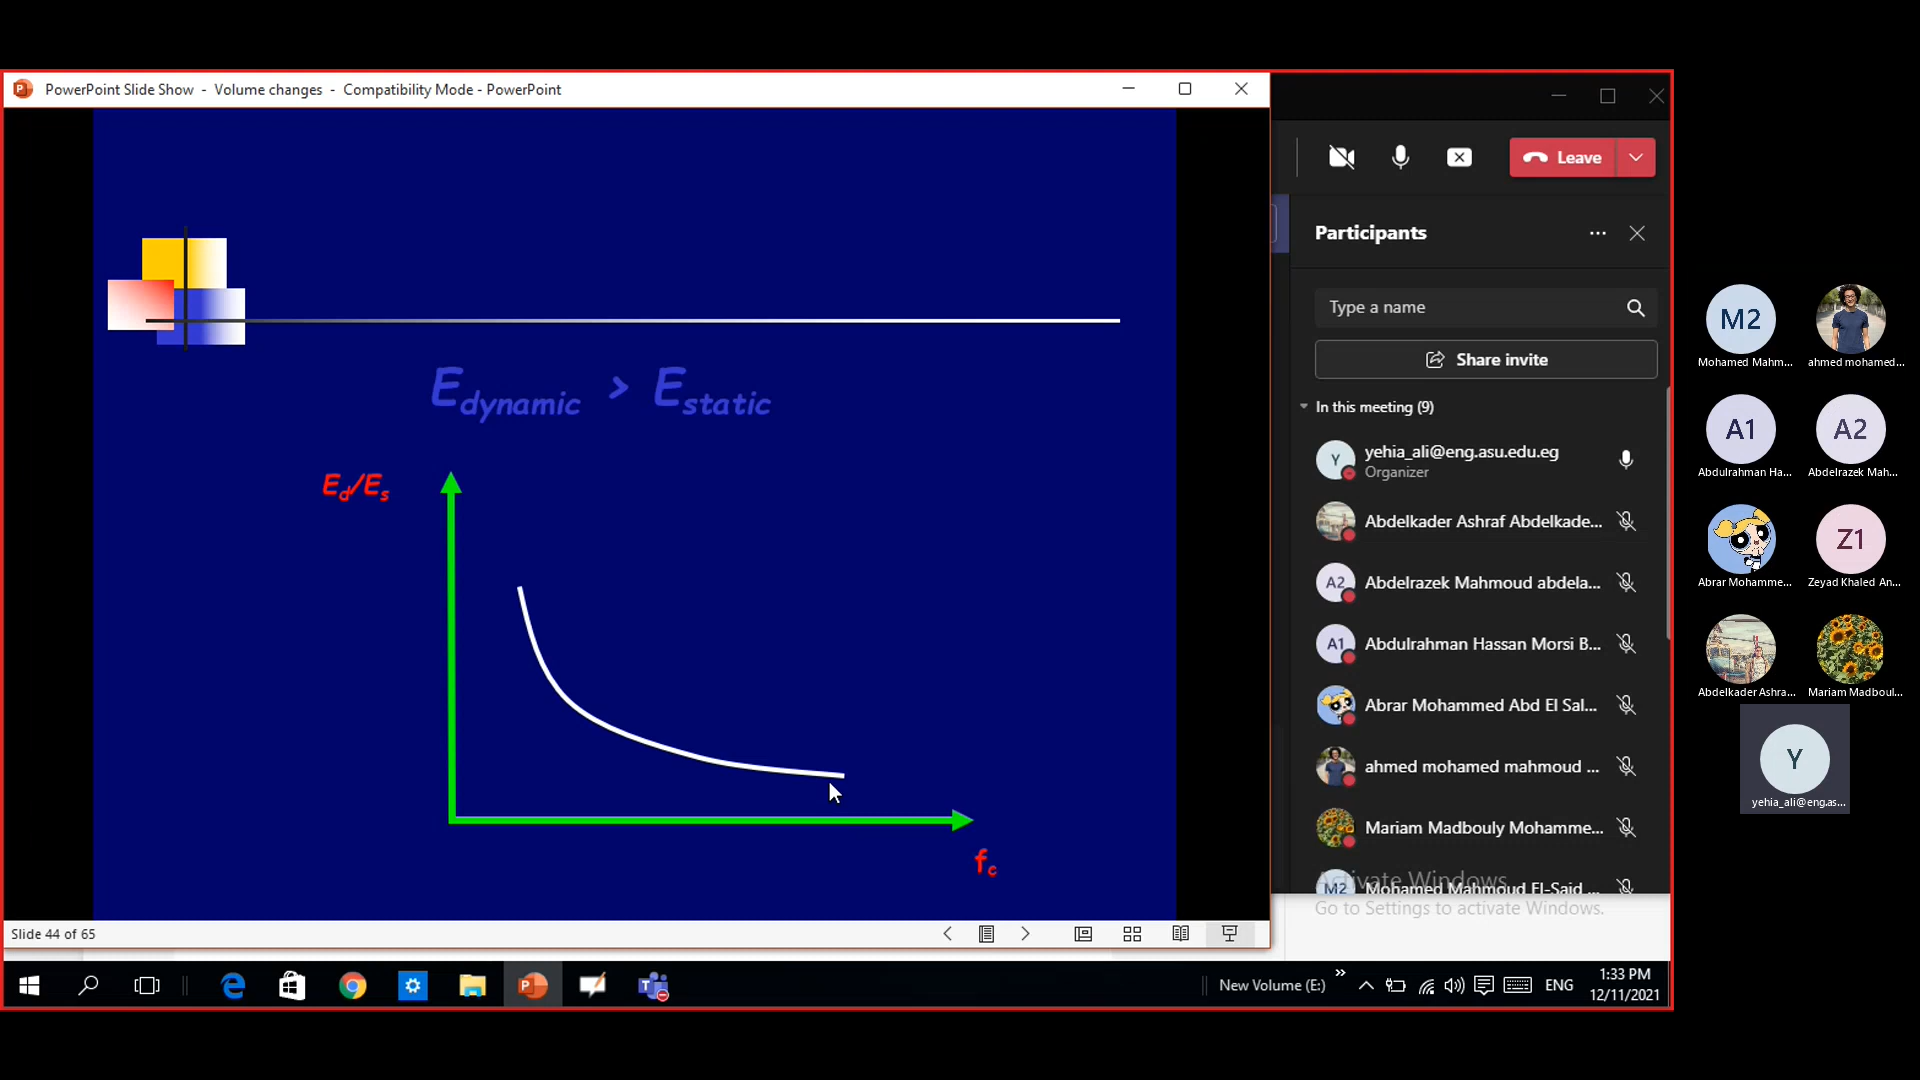 PowerPoint Slide Show - Volume changes - Compatibility Mode - PowerPoint
Edynamic > Estatic
Ed/Es
fc
Slide 44 of 65
Leave
Participants
Type a name
Share invite
In this meeting (9)
Y
yehia_ali@eng.asu.edu.eg
Organizer
Abdelkader Ashraf Abdelkade...
A2
Abdelrazek Mahmoud abdela...
A1
Abdulrahman Hassan Morsi B...
Abrar Mohammed Abd El Sal...
ahmed mohamed mahmoud ...
Mariam Madbouly Mohamme...
M2
Mohamed Mahmoud El-Said ...
Activate Windows
Go to Settings to activate Windows.
M2
Mohamed Mahm...
ahmed mohamed...
A1
Abdulrahman Ha...
A2
Abdelrazek Mah...
Abrar Mohamme...
Z1
Zeyad Khaled An...
Abdelkader Ashra...
Mariam Madboul...
Y
yehia_ali@eng.as...
New Volume (E:)
ENG
1:33 PM
12/11/2021